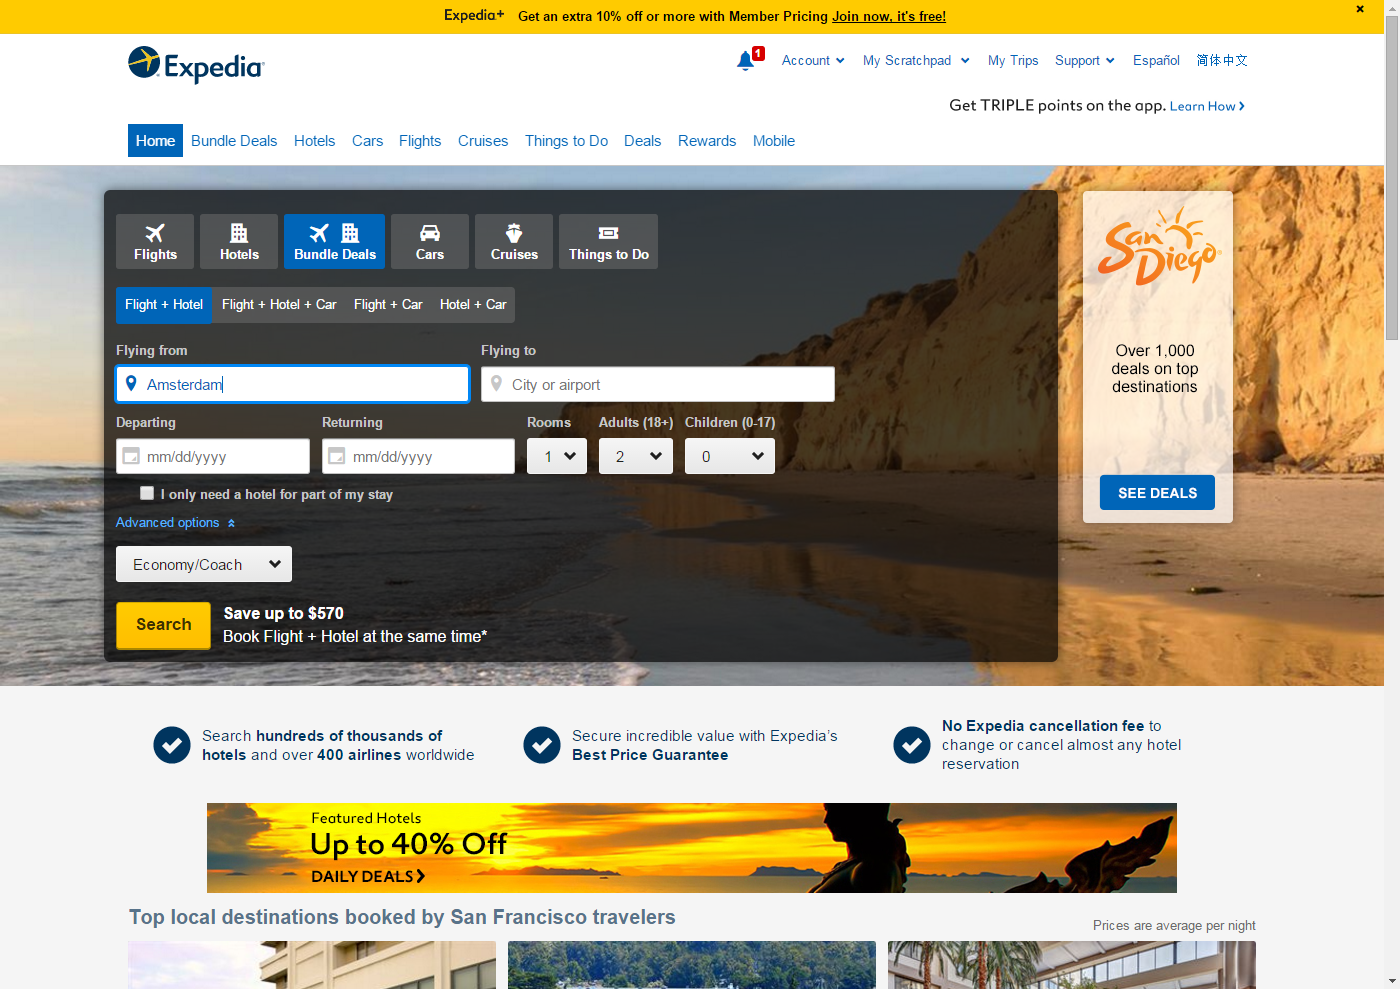 Expedia+ Get an extra 10% off or more with Member Pricing Join now, it's free!
Expedia
1 Account My Scratchpad My Trips Support Español 简体中文
Get TRIPLE points on the app. Learn How
Home Bundle Deals Hotels Cars Flights Cruises Things to Do Deals Rewards Mobile
Flights Hotels Bundle Deals Cars Cruises Things to Do
Flight + Hotel Flight + Hotel + Car Flight + Car Hotel + Car
Flying from Flying to
Amsterdam City or airport
Departing Returning Rooms Adults (18+) Children (0-17)
mm/dd/yyyy mm/dd/yyyy 1 2 0
I only need a hotel for part of my stay
Advanced options
Economy/Coach
Search
Save up to $570
Book Flight + Hotel at the same time*
San Diego
Over 1,000
deals on top
destinations
SEE DEALS
Search hundreds of thousands of
hotels and over 400 airlines worldwide
Secure incredible value with Expedia's
Best Price Guarantee
No Expedia cancellation fee to
change or cancel almost any hotel
reservation
Featured Hotels
Up to 40% Off
DAILY DEALS
Top local destinations booked by San Francisco travelers
Prices are average per night